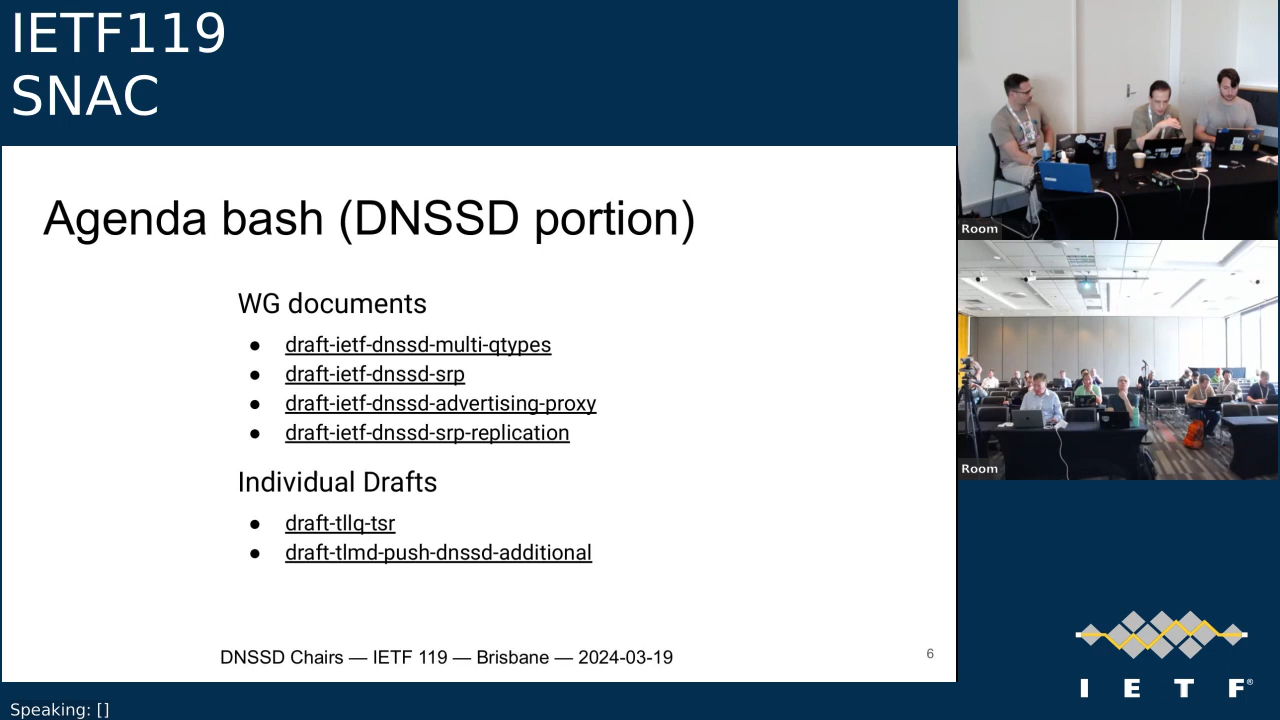 IETF119
SNAC
Agenda bash (DNSSD portion)
WG documents
● draft-ietf-dnssd-multi-qtypes
● draft-ietf-dnssd-srp
● draft-ietf-dnssd-advertising-proxy
● draft-ietf-dnssd-srp-replication
Individual Drafts
● draft-tllq-tsr
● draft-tlmd-push-dnssd-additional
DNSSD Chairs — IETF 119 — Brisbane — 2024-03-19
6
Room
Room
I E T F®
Speaking: []